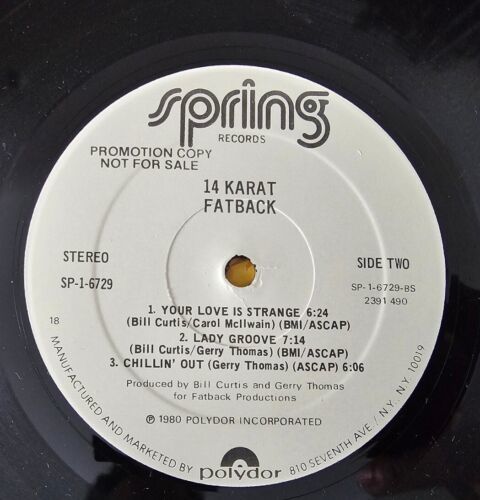 spring
RECORDS
PROMOTION COPY
NOT FOR SALE
14 KARAT
FATBACK
STEREO
SP-1-6729
SIDE TWO
SP-1-6729-BS
2391 490
1. YOUR LOVE IS STRANGE 6:24
(Bill Curtis/Carol McIlwain) (BMI/ASCAP)
2. LADY GROOVE 7:14
(Bill Curtis/Gerry Thomas) (BMI/ASCAP)
3. CHILLIN' OUT (Gerry Thomas) (ASCAP) 6:06
18
Produced by Bill Curtis and Gerry Thomas
for Fatback Productions
℗ 1980 POLYDOR INCORPORATED
MANUFACTURED AND MARKETED BY polydor 810 SEVENTH AVE / N.Y., N.Y. 10019